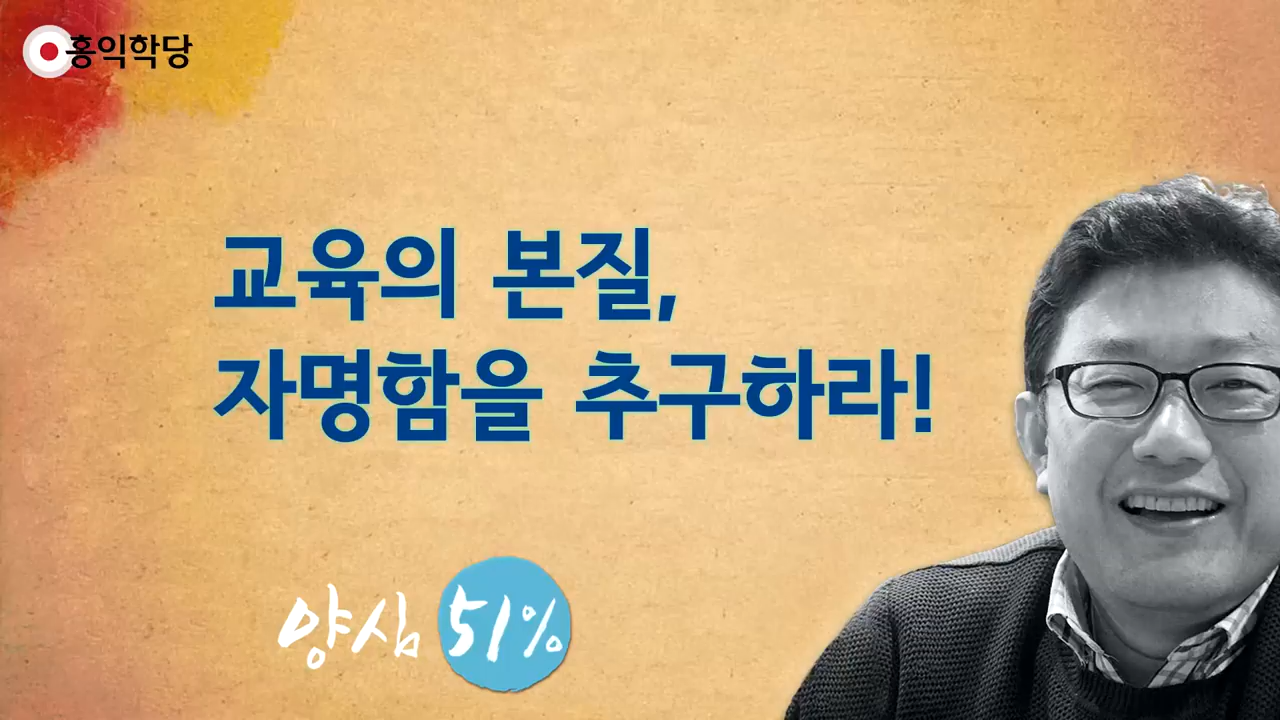 홍익학당
교육의 본질,
자명함을 추구하라!
양심 51%